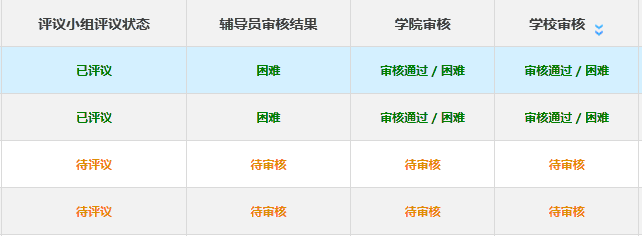 评议小组评议状态 辅导员审核结果 学院审核 学校审核
已评议 困难 审核通过 / 困难 审核通过 / 困难
已评议 困难 审核通过 / 困难 审核通过 / 困难
待评议 待审核 待审核 待审核
待评议 待审核 待审核 待审核